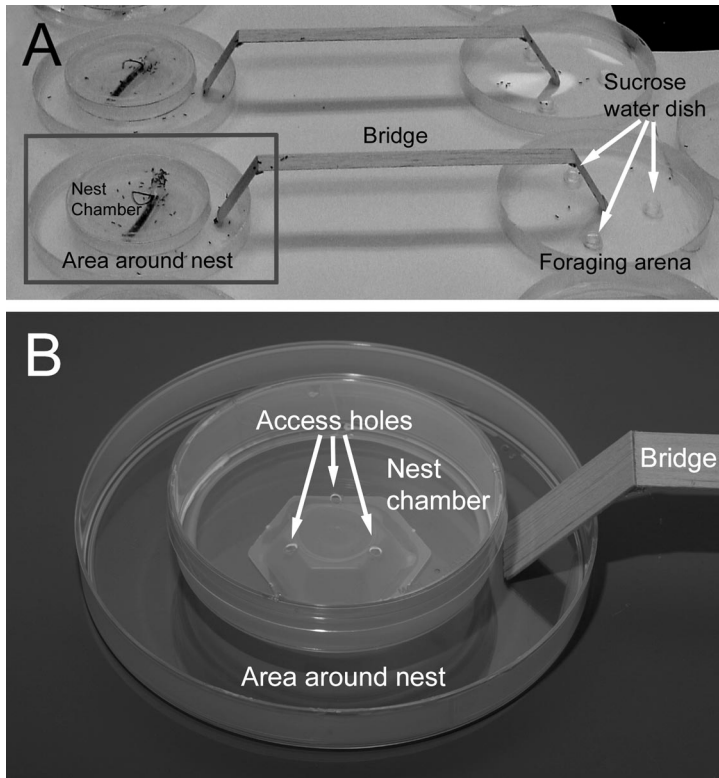 A
Sucrose
water dish
Bridge
Nest
Chamber
Area around nest
Foraging arena
B
Access holes
Nest
chamber
Bridge
Area around nest